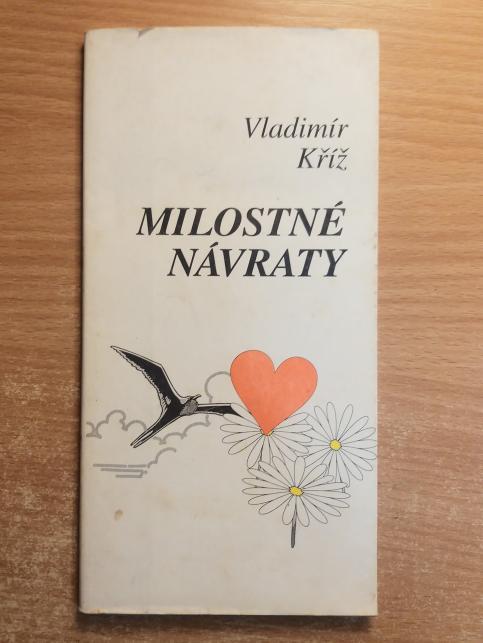 Vladimír
Kříž
MILOSTNÉ
NÁVRATY